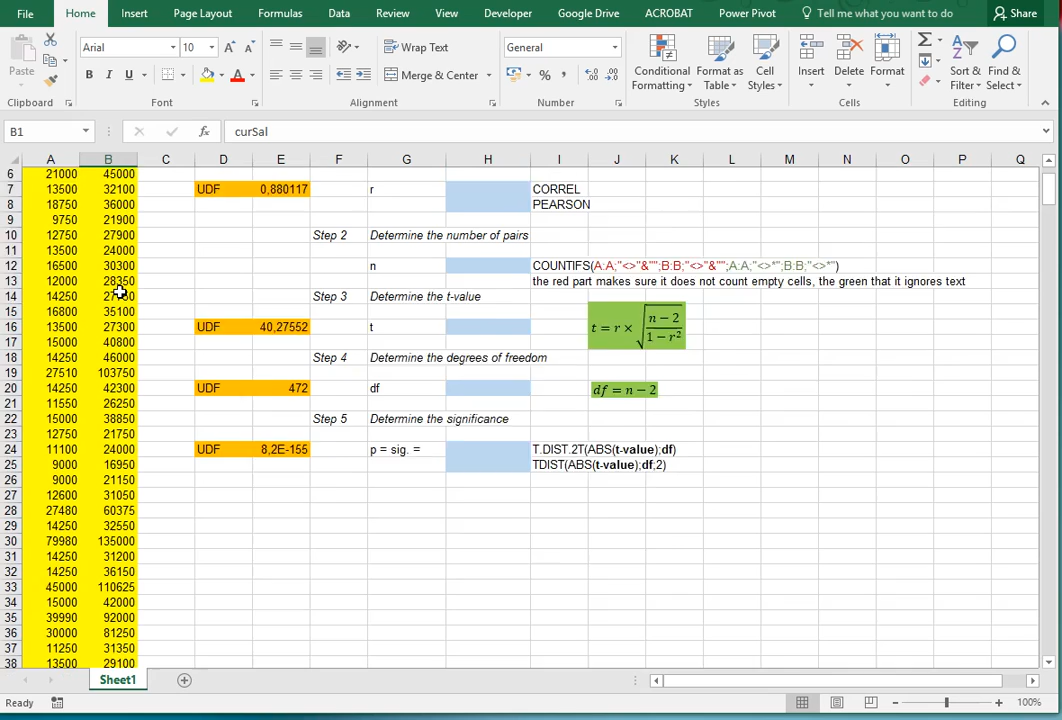 File Home Insert Page Layout Formulas Data Review View Developer Google Drive ACROBAT Power Pivot Tell me what you want to do Share
Paste
Arial 10
Wrap Text
General
B I U
Merge & Center
% ,
Conditional Formatting
Format as Table
Cell Styles
Insert Delete Format
Sort & Filter
Find & Select
Clipboard Font Alignment Number Styles Cells Editing
B1 fx curSal
A B C D E F G H I J K L M N O P Q
6 21000 45000
7 13500 32100 UDF 0,880117 r CORREL
8 18750 36000 PEARSON
9 9750 21900
10 12750 27900 Step 2 Determine the number of pairs
11 13500 24000
12 16500 30300 n COUNTIFS(A:A;"<>"&"";B:B;"<>"&"";A:A;"<>*";B:B;"<>*")
13 12000 28350 the red part makes sure it does not count empty cells, the green that it ignores text
14 14250 Step 3 Determine the t-value
15 16800 35100
16 13500 27300 UDF 40,27552 t t = r × √((n − 2)/(1 − r²))
17 15000 40800
18 14250 46000 Step 4 Determine the degrees of freedom
19 27510 103750
20 14250 42300 UDF 472 df df = n − 2
21 11550 26250
22 15000 38850 Step 5 Determine the significance
23 12750 21750
24 11100 24000 UDF 8,2E-155 p = sig. = T.DIST.2T(ABS(t-value);df)
25 9000 16950 TDIST(ABS(t-value);df;2)
26 9000 21150
27 12600 31050
28 27480 60375
29 14250 32550
30 79980 135000
31 14250 31200
32 14250 36150
33 45000 110625
34 15000 42000
35 39990 92000
36 30000 81250
37 11250 31350
38 13500 29100
Sheet1
Ready 100%